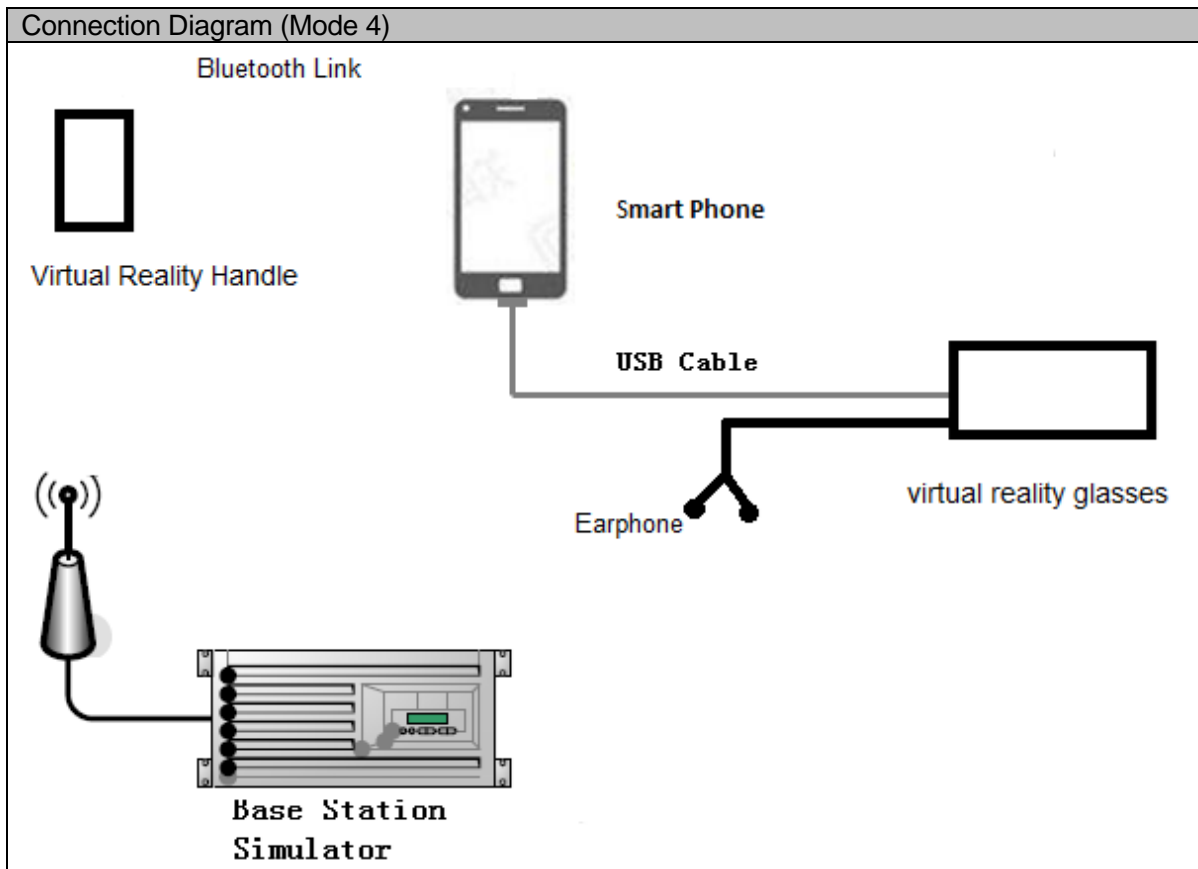 Connection Diagram (Mode 4)
Bluetooth Link
Smart Phone
Virtual Reality Handle
USB Cable
virtual reality glasses
Earphone
Base Station
Simulator